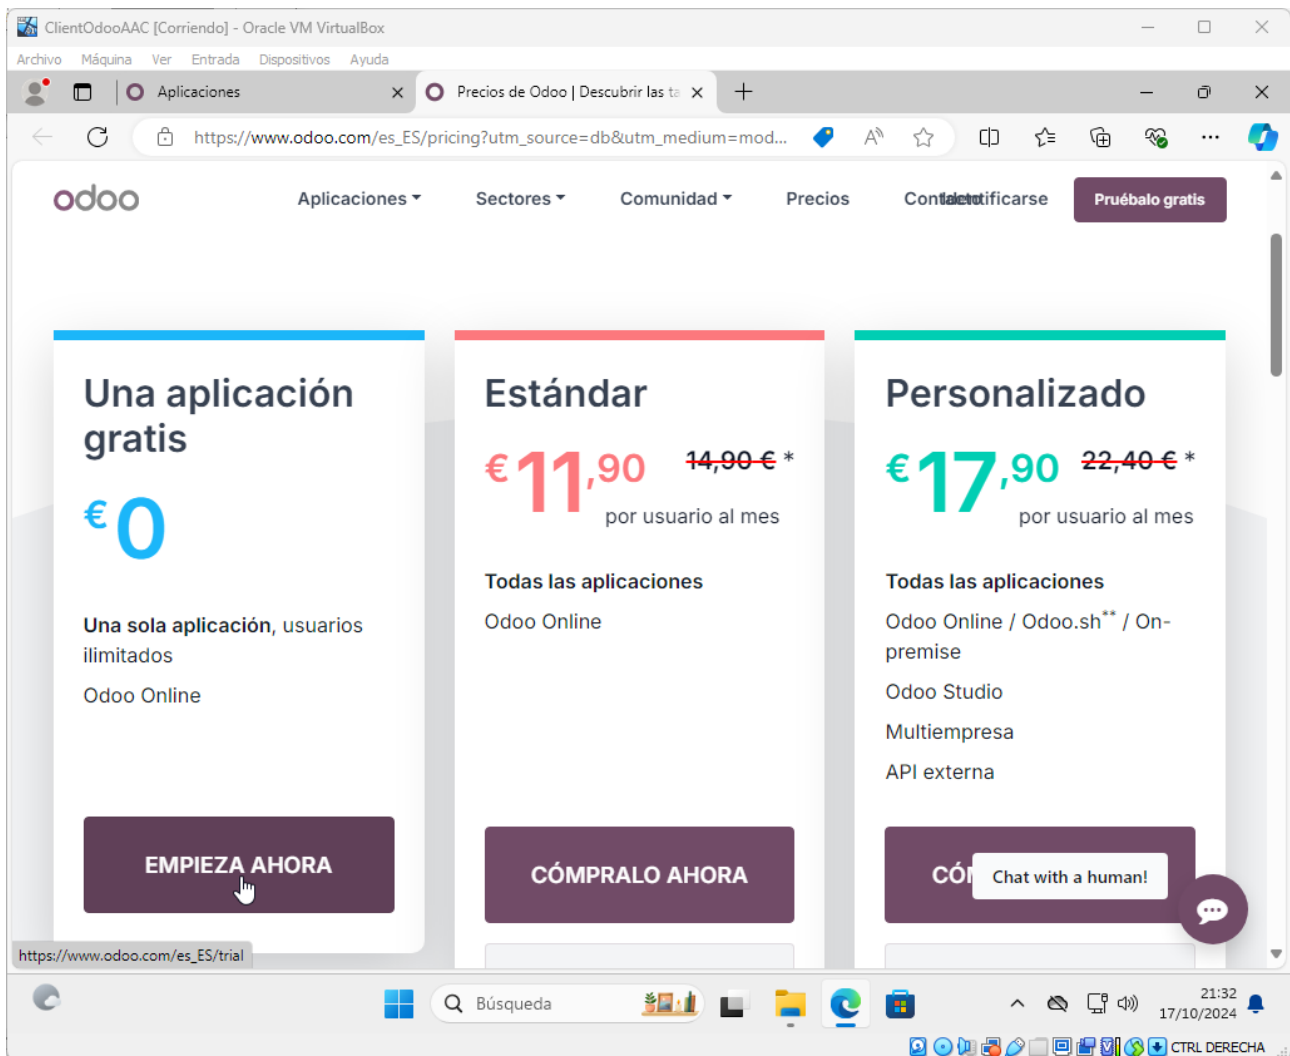 ClientOdooAAC [Corriendo] - Oracle VM VirtualBox
Archivo Máquina Ver Entrada Dispositivos Ayuda
Aplicaciones
Precios de Odoo | Descubrir las ta
https://www.odoo.com/es_ES/pricing?utm_source=db&utm_medium=mod...
odoo Aplicaciones Sectores Comunidad Precios Contacto Identificarse Pruébalo gratis
Una aplicación
gratis
€0
Una sola aplicación, usuarios
ilimitados
Odoo Online
EMPIEZA AHORA
Estándar
€11,90 14,90 € *
por usuario al mes
Todas las aplicaciones
Odoo Online
CÓMPRALO AHORA
Personalizado
€17,90 22,40 € *
por usuario al mes
Todas las aplicaciones
Odoo Online / Odoo.sh** / On-
premise
Odoo Studio
Multiempresa
API externa
CÓM
Chat with a human!
https://www.odoo.com/es_ES/trial
Búsqueda
21:32
17/10/2024
CTRL DERECHA